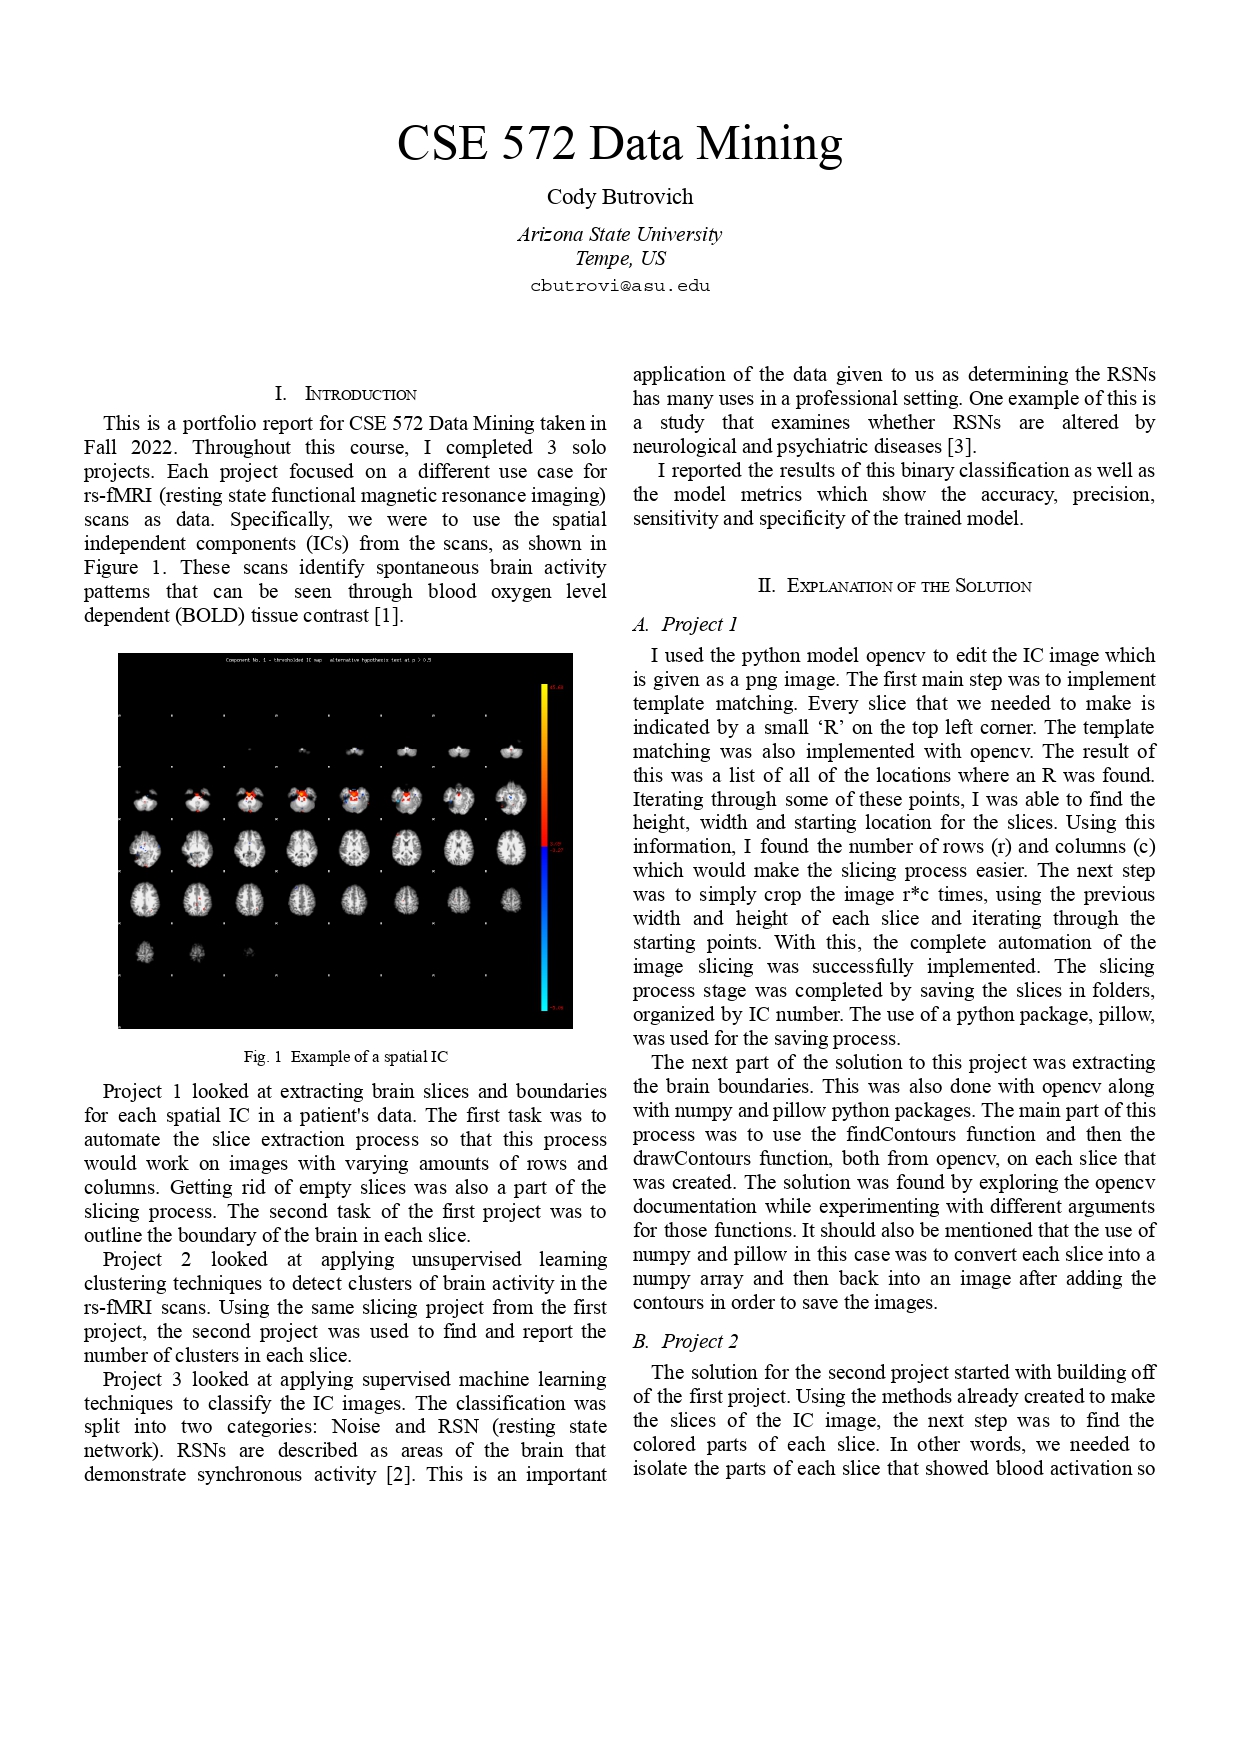 CSE 572 Data Mining
Cody Butrovich
Arizona State University
Tempe, US
cbutrovi@asu.edu
I. INTRODUCTION
This is a portfolio report for CSE 572 Data Mining taken in
Fall 2022. Throughout this course, I completed 3 solo
projects. Each project focused on a different use case for
rs-fMRI (resting state functional magnetic resonance imaging)
scans as data. Specifically, we were to use the spatial
independent components (ICs) from the scans, as shown in
Figure 1. These scans identify spontaneous brain activity
patterns that can be seen through blood oxygen level
dependent (BOLD) tissue contrast [1].
Component No. 1 - thresholded IC map alternative hypothesis test at p > 0.5
Fig. 1 Example of a spatial IC
Project 1 looked at extracting brain slices and boundaries
for each spatial IC in a patient's data. The first task was to
automate the slice extraction process so that this process
would work on images with varying amounts of rows and
columns. Getting rid of empty slices was also a part of the
slicing process. The second task of the first project was to
outline the boundary of the brain in each slice.
Project 2 looked at applying unsupervised learning
clustering techniques to detect clusters of brain activity in the
rs-fMRI scans. Using the same slicing project from the first
project, the second project was used to find and report the
number of clusters in each slice.
Project 3 looked at applying supervised machine learning
techniques to classify the IC images. The classification was
split into two categories: Noise and RSN (resting state
network). RSNs are described as areas of the brain that
demonstrate synchronous activity [2]. This is an important
application of the data given to us as determining the RSNs
has many uses in a professional setting. One example of this is
a study that examines whether RSNs are altered by
neurological and psychiatric diseases [3].
I reported the results of this binary classification as well as
the model metrics which show the accuracy, precision,
sensitivity and specificity of the trained model.
II. EXPLANATION OF THE SOLUTION
A. Project 1
I used the python model opencv to edit the IC image which
is given as a png image. The first main step was to implement
template matching. Every slice that we needed to make is
indicated by a small ‘R’ on the top left corner. The template
matching was also implemented with opencv. The result of
this was a list of all of the locations where an R was found.
Iterating through some of these points, I was able to find the
height, width and starting location for the slices. Using this
information, I found the number of rows (r) and columns (c)
which would make the slicing process easier. The next step
was to simply crop the image r*c times, using the previous
width and height of each slice and iterating through the
starting points. With this, the complete automation of the
image slicing was successfully implemented. The slicing
process stage was completed by saving the slices in folders,
organized by IC number. The use of a python package, pillow,
was used for the saving process.
The next part of the solution to this project was extracting
the brain boundaries. This was also done with opencv along
with numpy and pillow python packages. The main part of this
process was to use the findContours function and then the
drawContours function, both from opencv, on each slice that
was created. The solution was found by exploring the opencv
documentation while experimenting with different arguments
for those functions. It should also be mentioned that the use of
numpy and pillow in this case was to convert each slice into a
numpy array and then back into an image after adding the
contours in order to save the images.
B. Project 2
The solution for the second project started with building off
of the first project. Using the methods already created to make
the slices of the IC image, the next step was to find the
colored parts of each slice. In other words, we needed to
isolate the parts of each slice that showed blood activation so